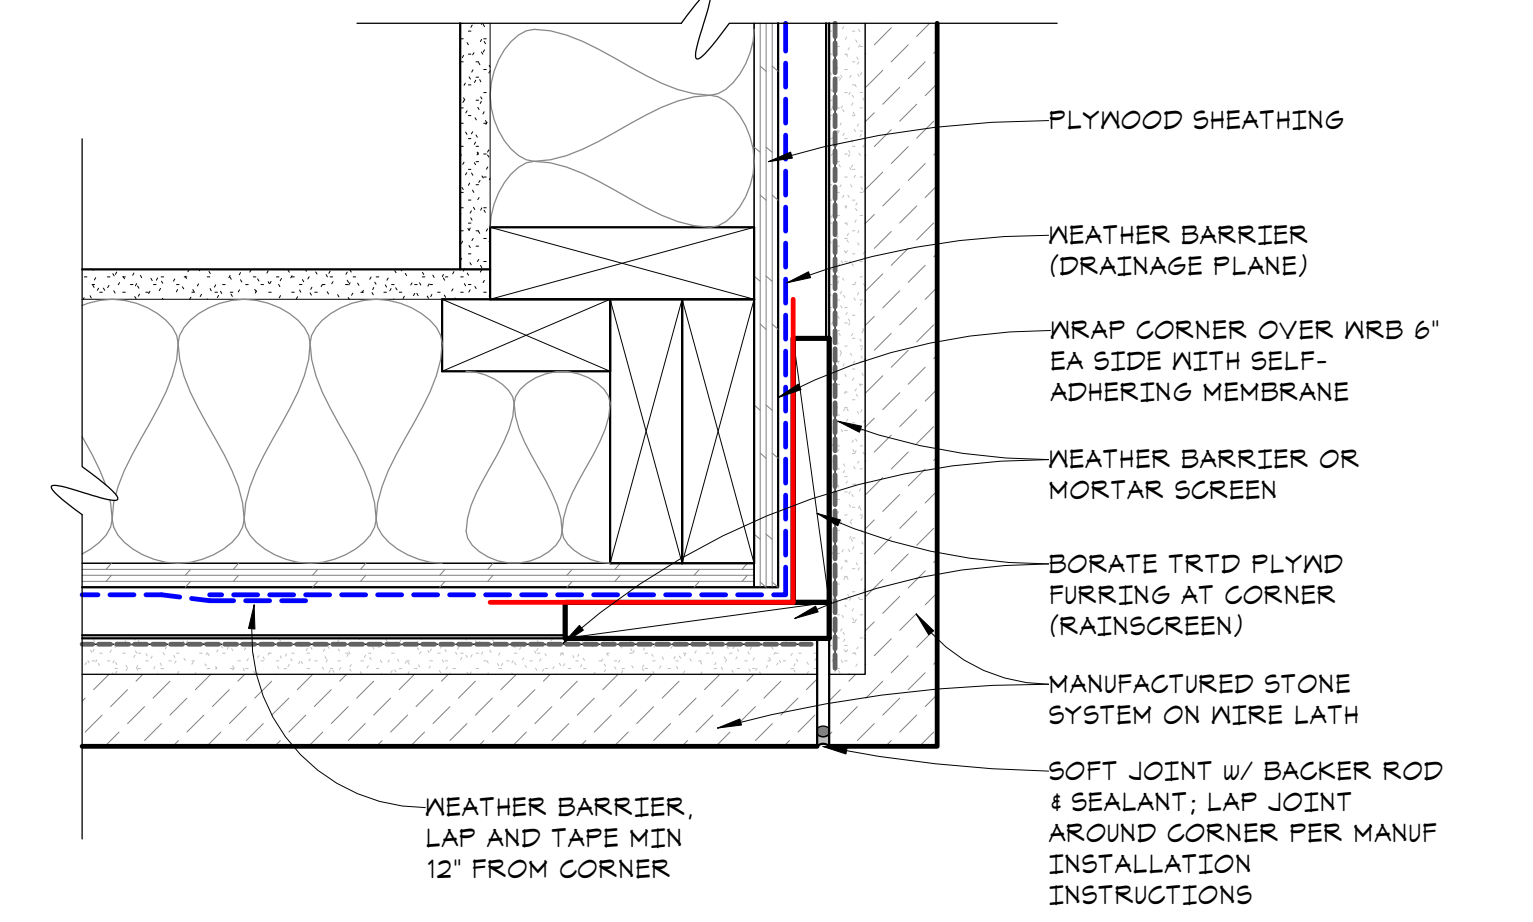 PLYWOOD SHEATHING
WEATHER BARRIER
(DRAINAGE PLANE)
WRAP CORNER OVER WRB 6"
EA SIDE WITH SELF-
ADHERING MEMBRANE
WEATHER BARRIER OR
MORTAR SCREEN
BORATE TRTD PLYWD
FURRING AT CORNER
(RAINSCREEN)
MANUFACTURED STONE
SYSTEM ON WIRE LATH
SOFT JOINT w/ BACKER ROD
& SEALANT; LAP JOINT
AROUND CORNER PER MANUF
INSTALLATION
INSTRUCTIONS
WEATHER BARRIER,
LAP AND TAPE MIN
12" FROM CORNER